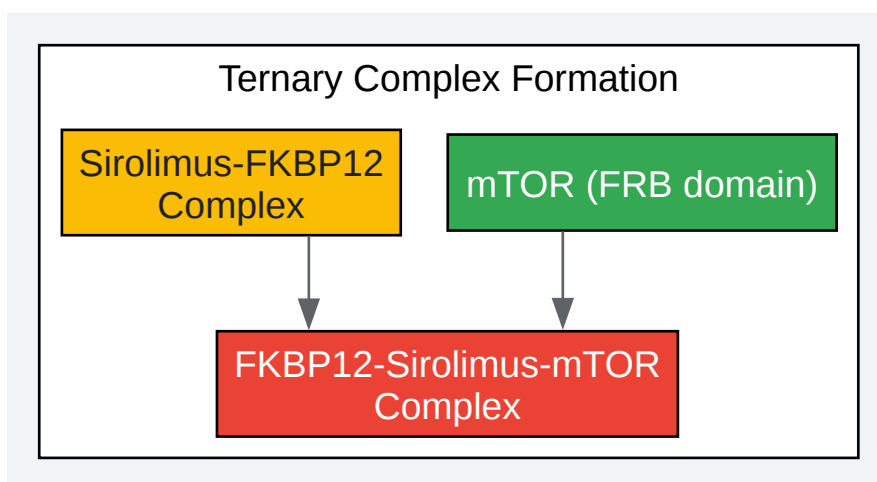 Ternary Complex Formation
Sirolimus-FKBP12
Complex
mTOR (FRB domain)
FKBP12-Sirolimus-mTOR
Complex